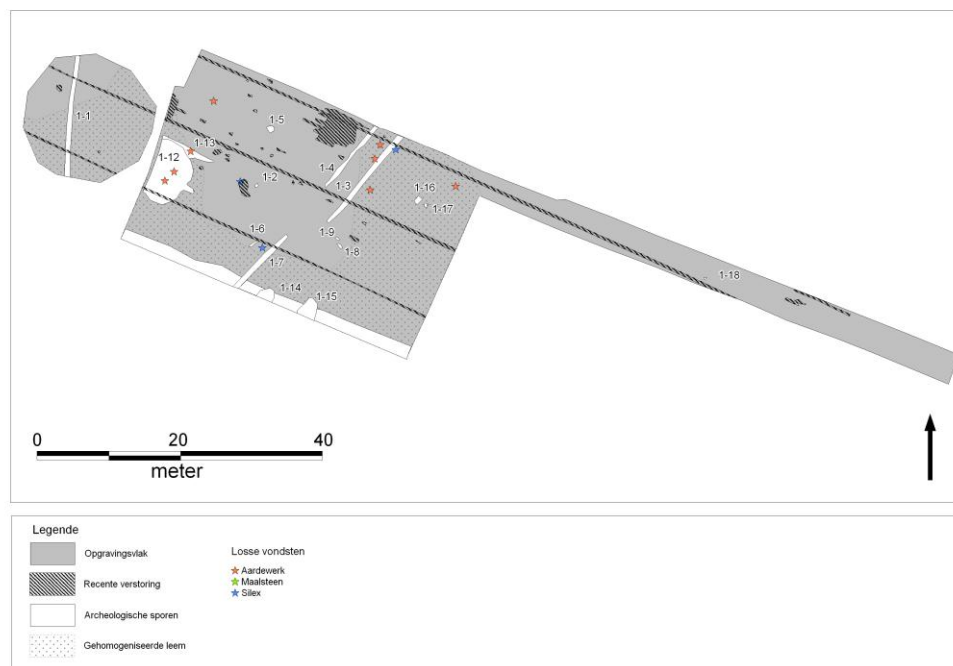 1-1
1-5
1-13
1-12
1-4
1-2
1-3
1-16
1-17
1-6
1-9
1-8
1-7
1-14
1-15
1-18
0 20 40
meter
Legende
Opgravingsvlak
Recente verstoring
Archeologische sporen
Gehomogeniseerde leem
Losse vondsten
Aardewerk
Maalsteen
Silex